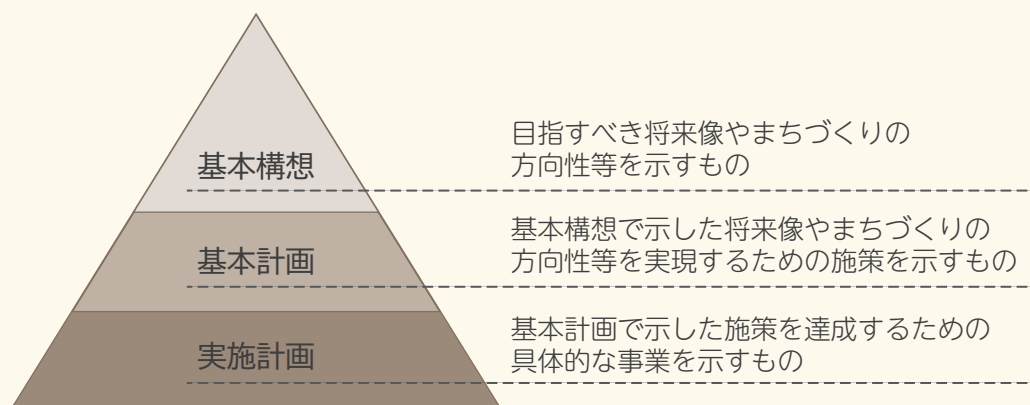 基本構想
目指すべき将来像やまちづくりの
方向性等を示すもの
基本計画
基本構想で示した将来像やまちづくりの
方向性等を実現するための施策を示すもの
実施計画
基本計画で示した施策を達成するための
具体的な事業を示すもの